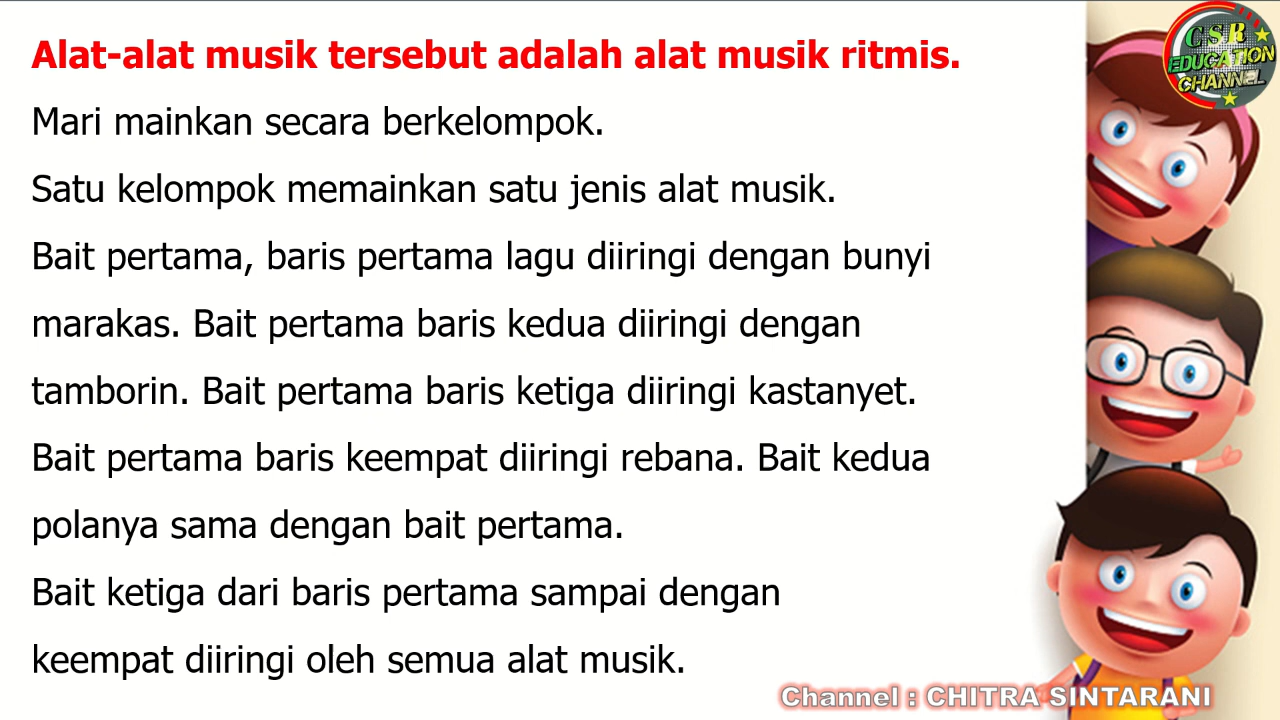 Alat-alat musik tersebut adalah alat musik ritmis.
Mari mainkan secara berkelompok.
Satu kelompok memainkan satu jenis alat musik.
Bait pertama, baris pertama lagu diiringi dengan bunyi
marakas. Bait pertama baris kedua diiringi dengan
tamborin. Bait pertama baris ketiga diiringi kastanyet.
Bait pertama baris keempat diiringi rebana. Bait kedua
polanya sama dengan bait pertama.
Bait ketiga dari baris pertama sampai dengan
keempat diiringi oleh semua alat musik.
CSR
EDUCATION
CHANNEL
Channel : CHITRA SINTARANI